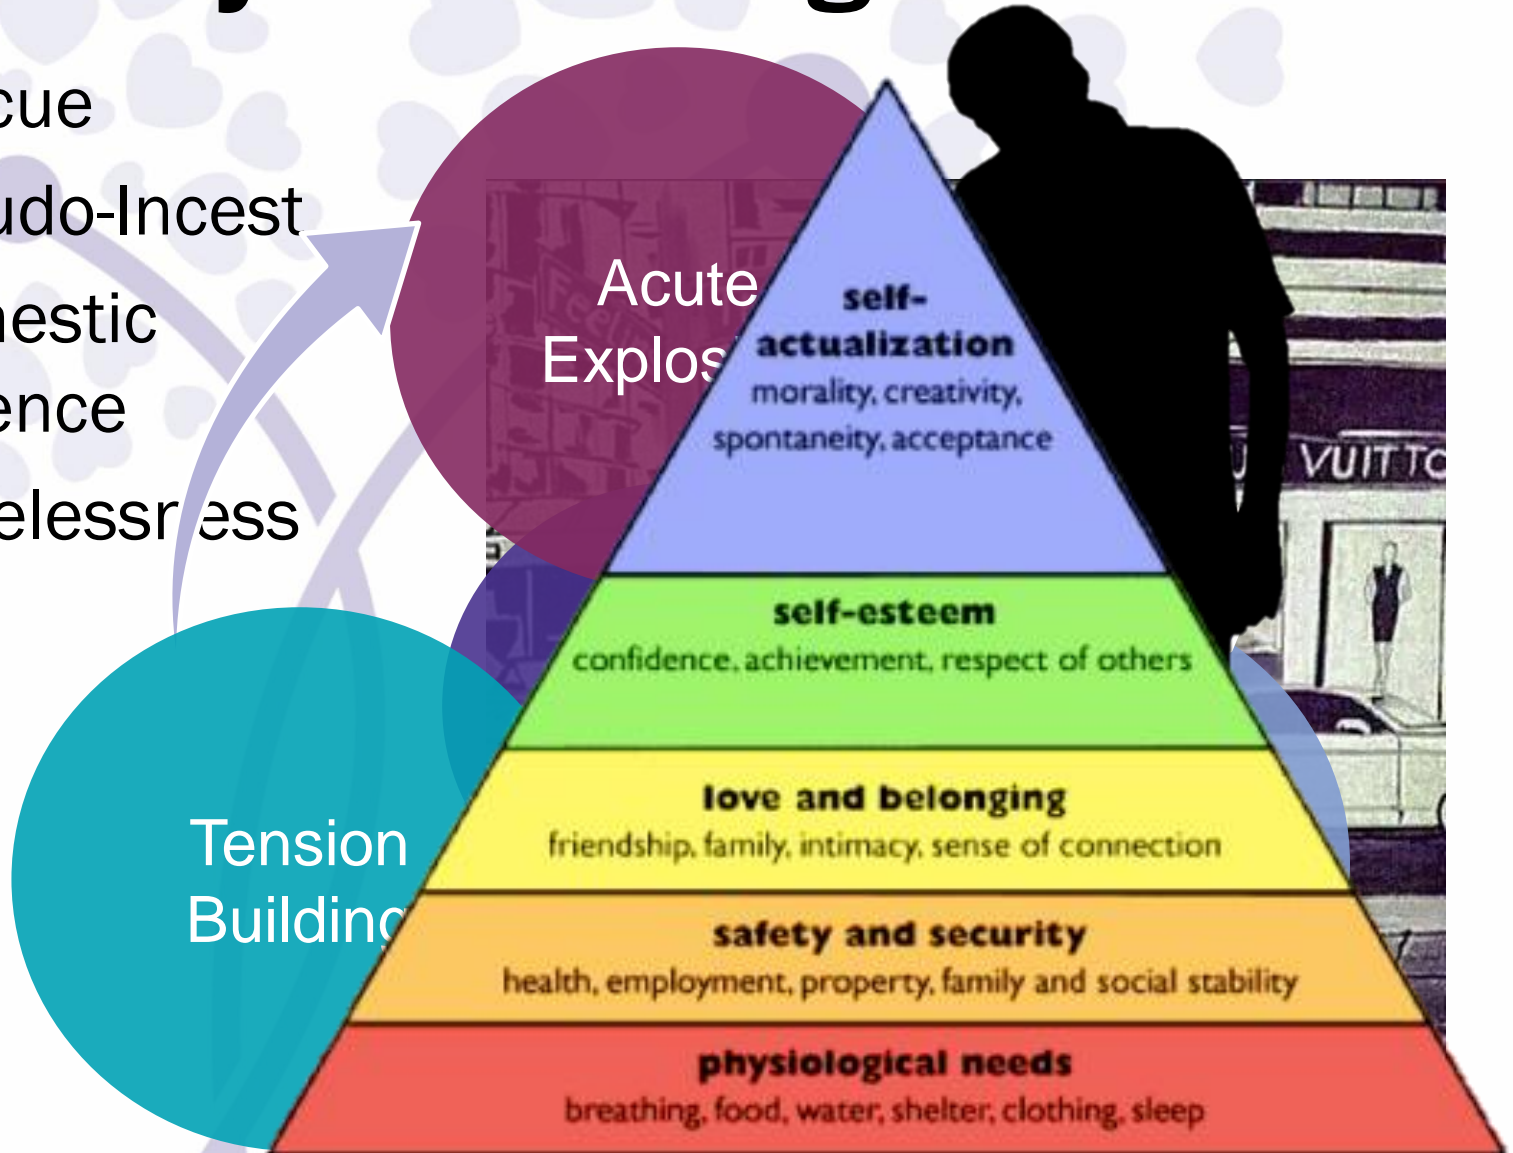 cue
udo-Incest
nestic
ence
elessness
Acute
Explos
Tension
Building
self-
actualization
morality, creativity,
spontaneity, acceptance
self-esteem
confidence, achievement, respect of others
love and belonging
friendship, family, intimacy, sense of connection
safety and security
health, employment, property, family and social stability
physiological needs
breathing, food, water, shelter, clothing, sleep
VUITTO